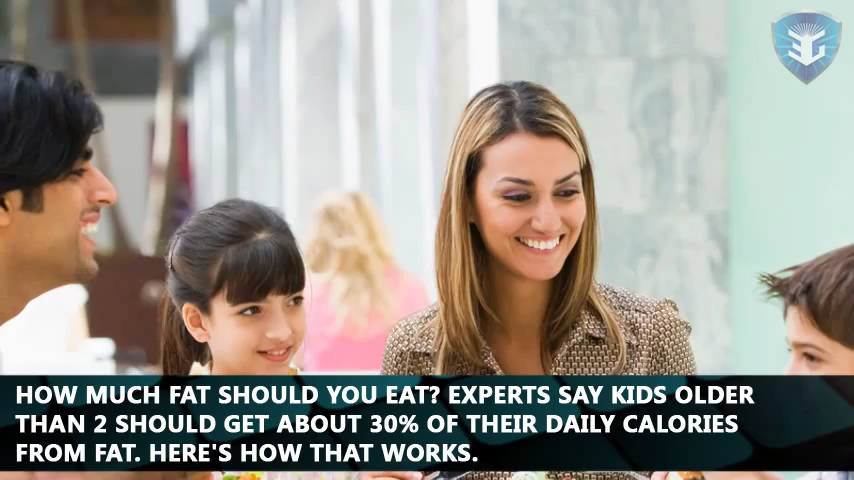 HOW MUCH FAT SHOULD YOU EAT? EXPERTS SAY KIDS OLDER
THAN 2 SHOULD GET ABOUT 30% OF THEIR DAILY CALORIES
FROM FAT. HERE'S HOW THAT WORKS.